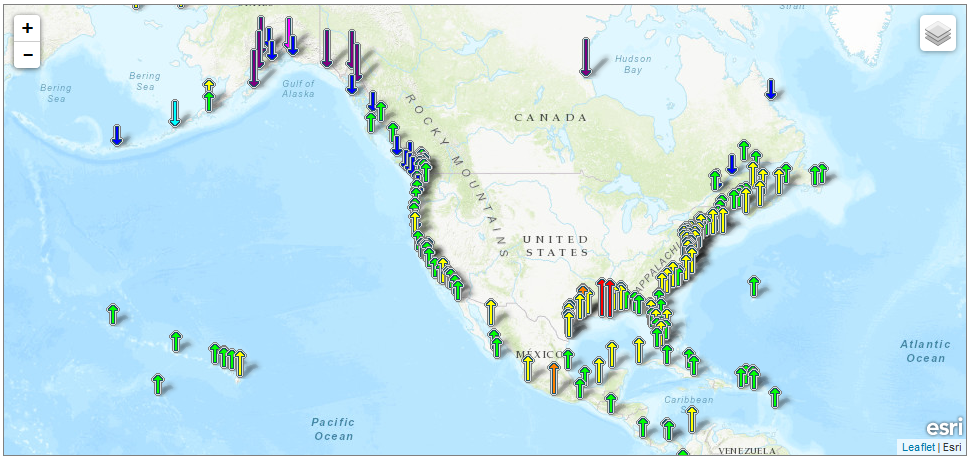 +
−
Strait
Bering
Sea
Bering
Sea
Gulf of
Alaska
Hudson
Bay
CANADA
ROCKY MOUNTAINS
UNITED
STATES
MÉXICO
Atlantic
Ocean
Caribbean
Pacific
Ocean
VENEZUELA
esri
Leaflet | Esri